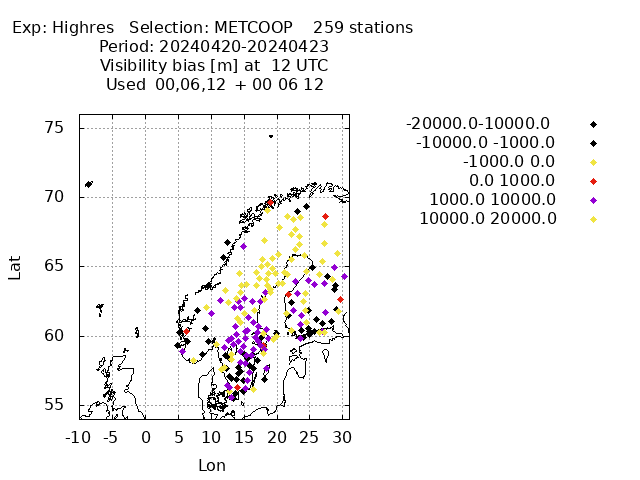 Exp: Highres   Selection: METCOOP    259 stations
Period: 20240420-20240423
Visibility bias [m] at  12 UTC
Used  00,06,12  + 00 06 12
-20000.0-10000.0
-10000.0 -1000.0
-1000.0 0.0
0.0 1000.0
1000.0 10000.0
10000.0 20000.0
75
70
65
60
55
Lat
-10 -5 0 5 10 15 20 25 30
Lon